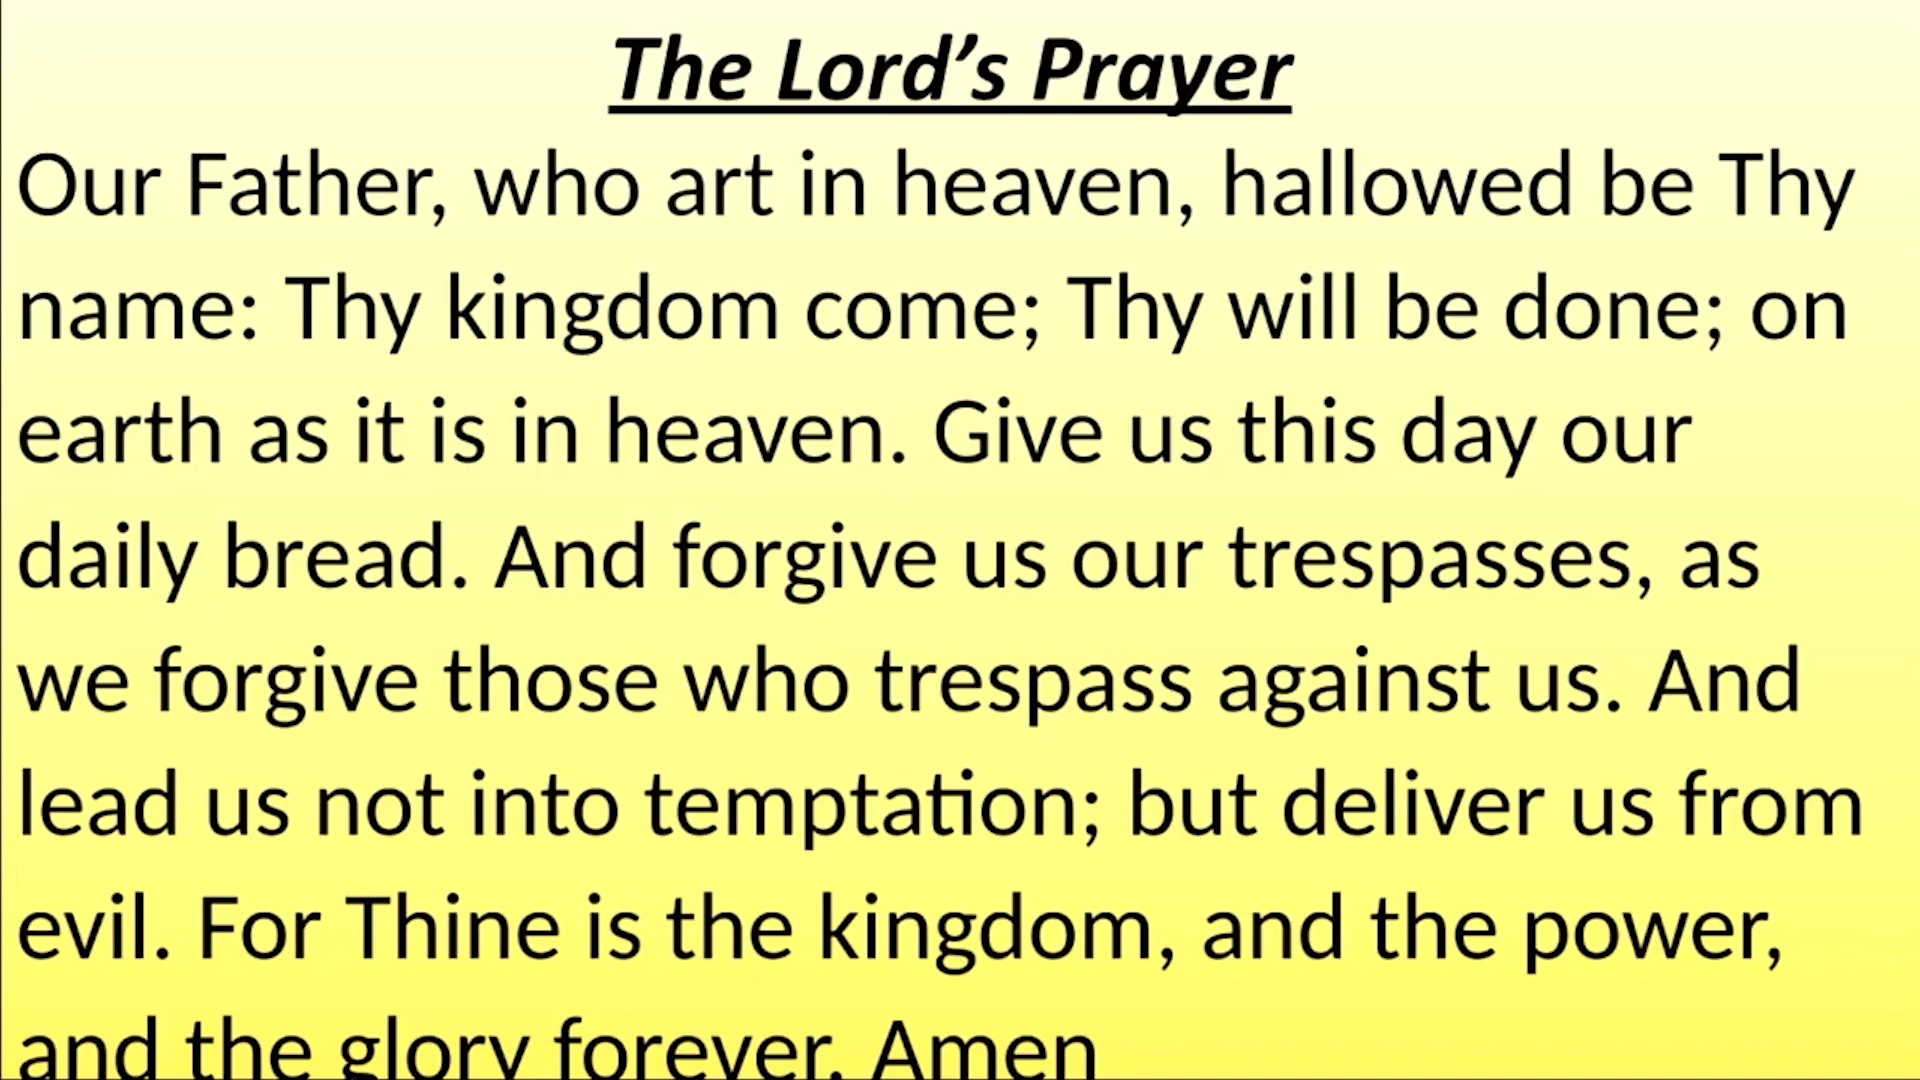 The Lord’s Prayer
Our Father, who art in heaven, hallowed be Thy
name: Thy kingdom come; Thy will be done; on
earth as it is in heaven. Give us this day our
daily bread. And forgive us our trespasses, as
we forgive those who trespass against us. And
lead us not into temptation; but deliver us from
evil. For Thine is the kingdom, and the power,
and the glory forever. Amen